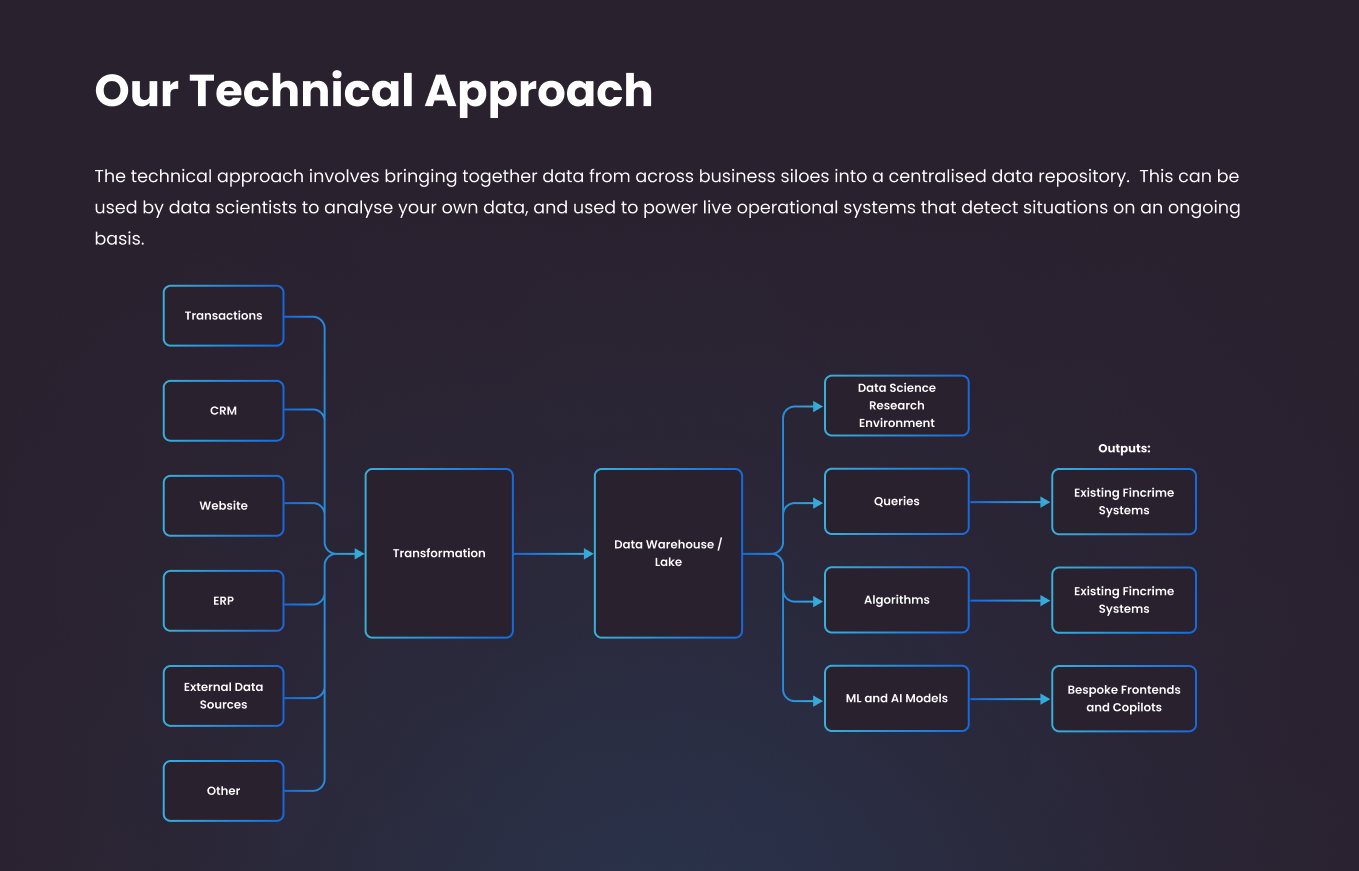 Our Technical Approach
The technical approach involves bringing together data from across business siloes into a centralised data repository.  This can be
used by data scientists to analyse your own data, and used to power live operational systems that detect situations on an ongoing
basis.
Transactions
CRM
Website
ERP
External Data
Sources
Other
Transformation
Data Warehouse /
Lake
Data Science
Research
Environment
Queries
Algorithms
ML and AI Models
Outputs:
Existing Fincrime
Systems
Existing Fincrime
Systems
Bespoke Frontends
and Copilots